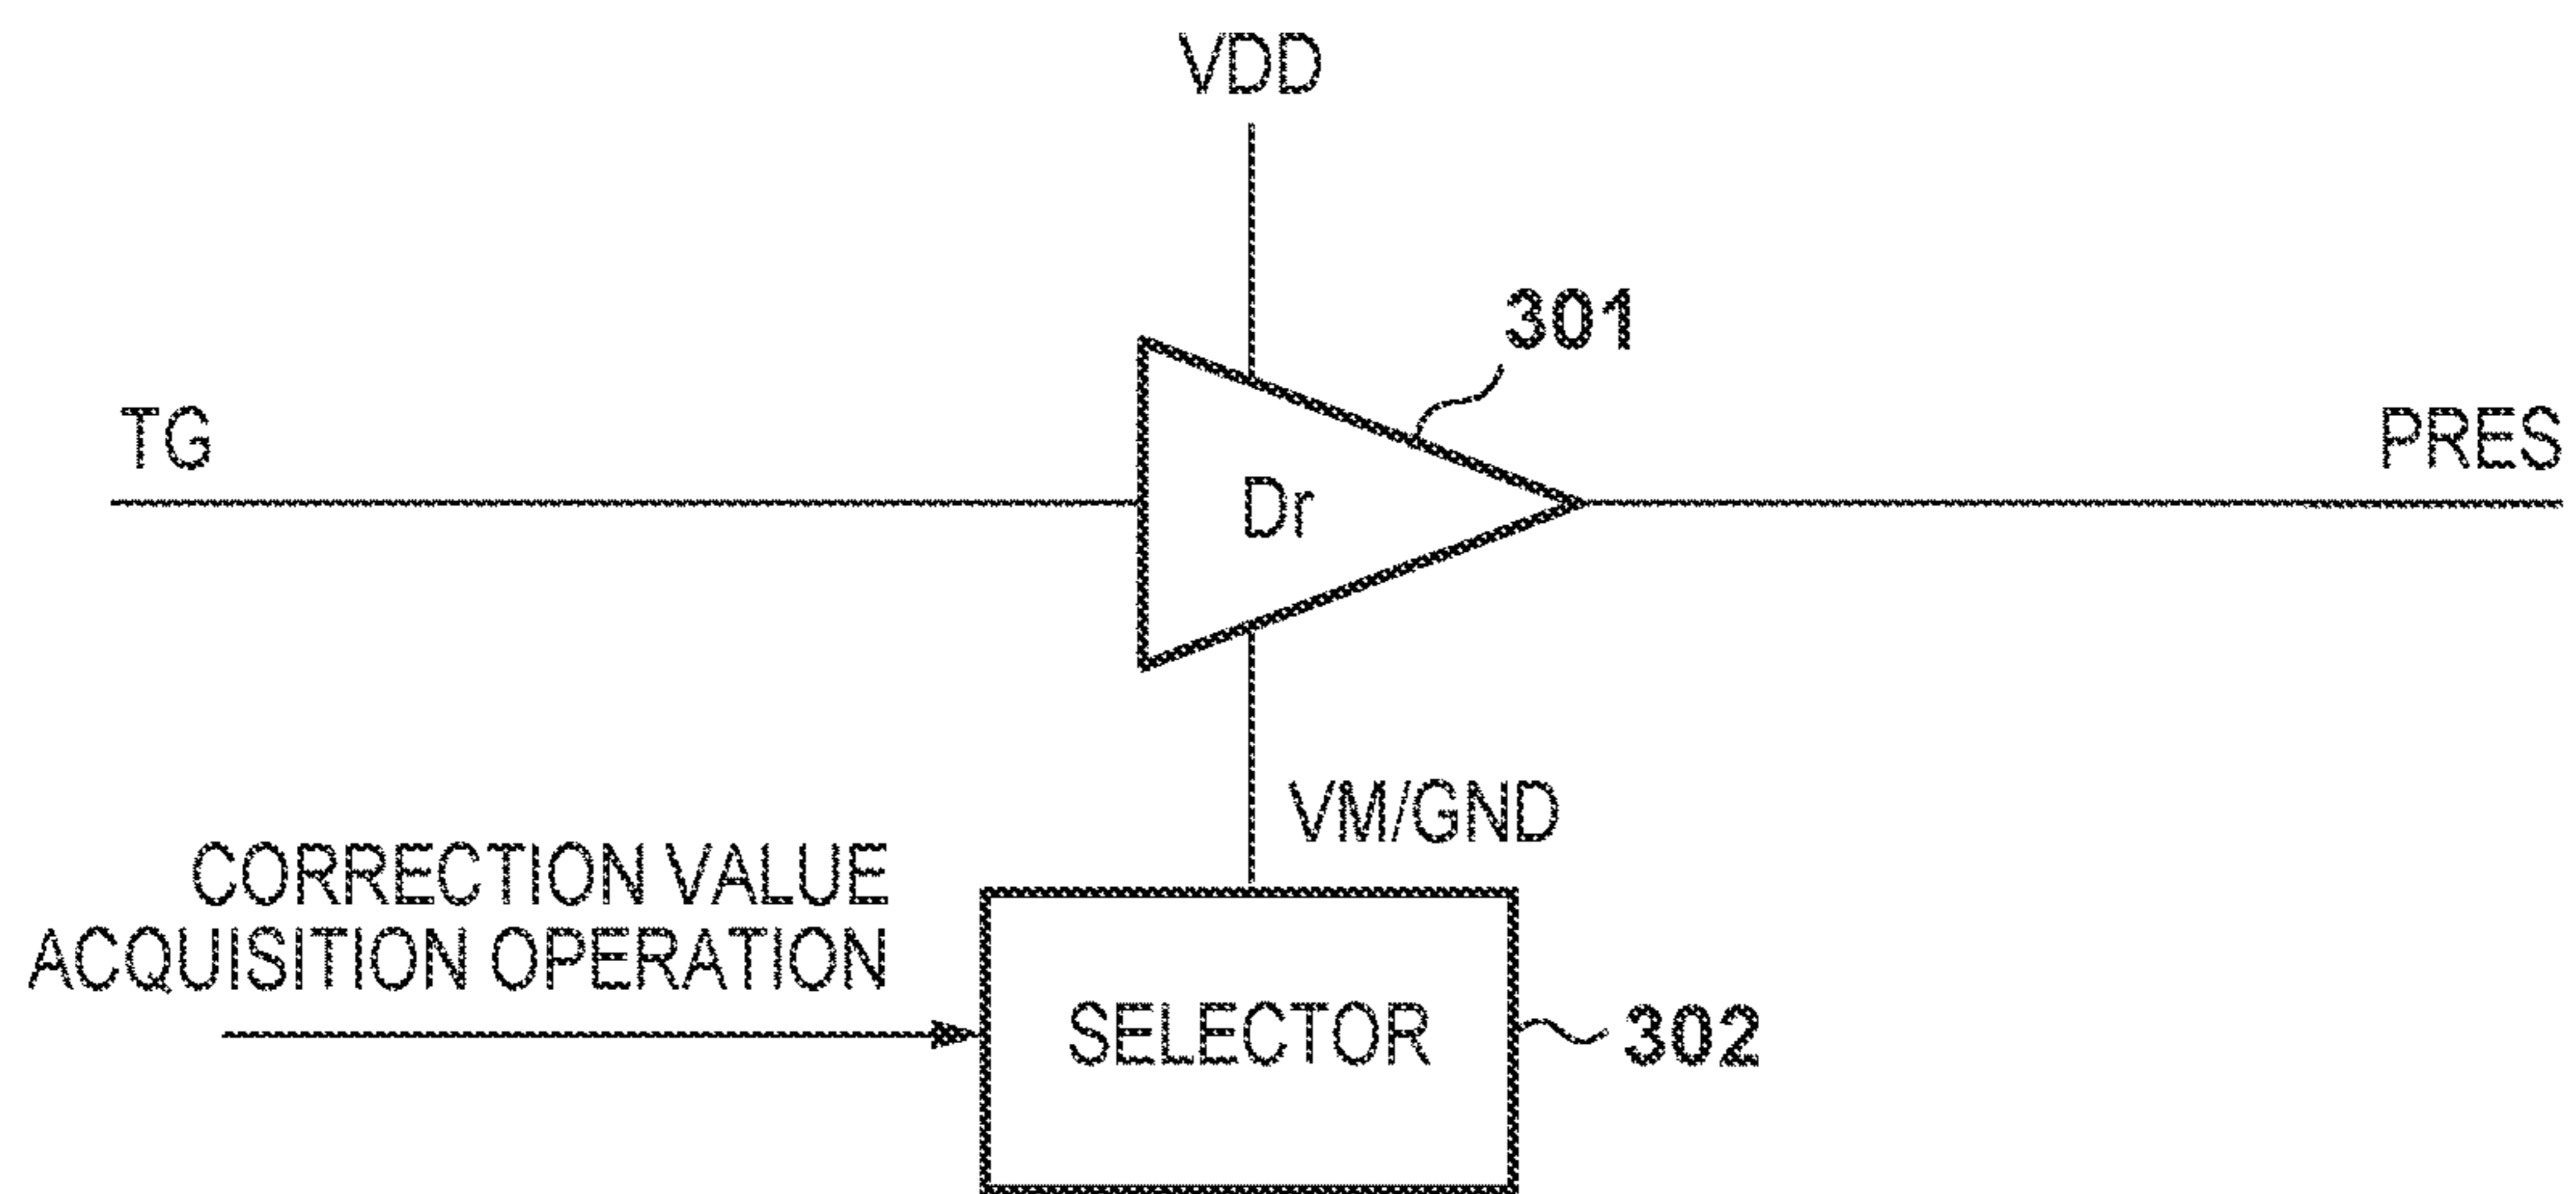 VDD
301
TG
PRES
Dr
VM/GND
CORRECTION VALUE
ACQUISITION OPERATION
SELECTOR
302